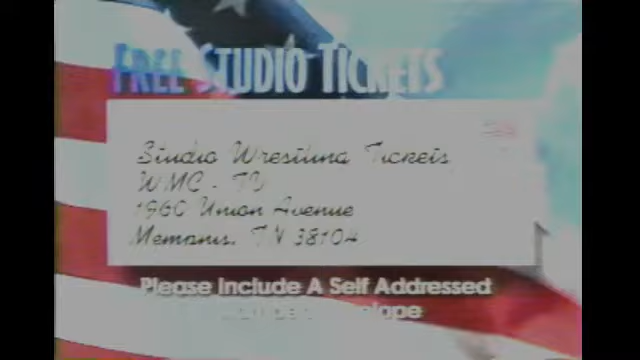 FREE STUDIO TICKETS
Studio Wrestling Tickets
WMC - TV
1960 Union Avenue
Memphis, TN 38104
Please Include A Self Addressed